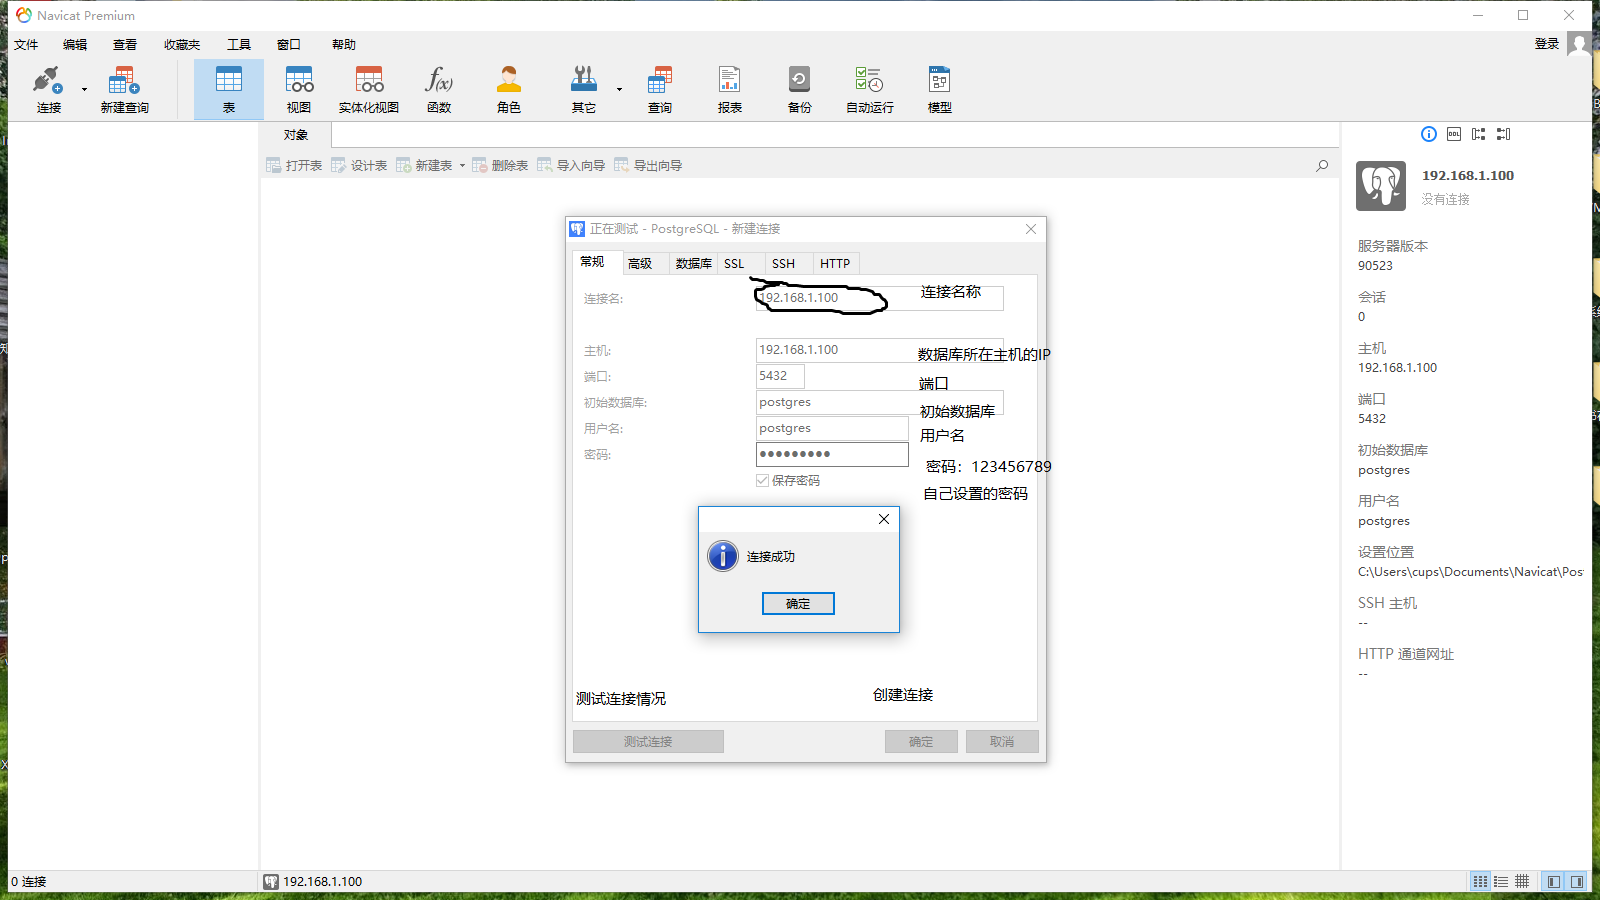 Navicat Premium
文件 编辑 查看 收藏夹 工具 窗口 帮助 登录
连接 新建查询 表 视图 实体化视图 函数 角色 其它 查询 报表 备份 自动运行 模型
对象
打开表 设计表 新建表 删除表 导入向导 导出向导
正在测试 - PostgreSQL - 新建连接
常规 高级 数据库 SSL SSH HTTP
连接名: 192.168.1.100 连接名称
主机: 192.168.1.100 数据库所在主机的IP
端口: 5432 端口
初始数据库: postgres 初始数据库
用户名: postgres 用户名
密码: ●●●●●●●●● 密码：123456789
保存密码 自己设置的密码
连接成功
确定
测试连接情况 创建连接
测试连接 确定 取消
DDL
192.168.1.100
没有连接
服务器版本
90523
会话
0
主机
192.168.1.100
端口
5432
初始数据库
postgres
用户名
postgres
设置位置
C:\Users\cups\Documents\Navicat\Pos
SSH 主机
--
HTTP 通道网址
--
0 连接 192.168.1.100